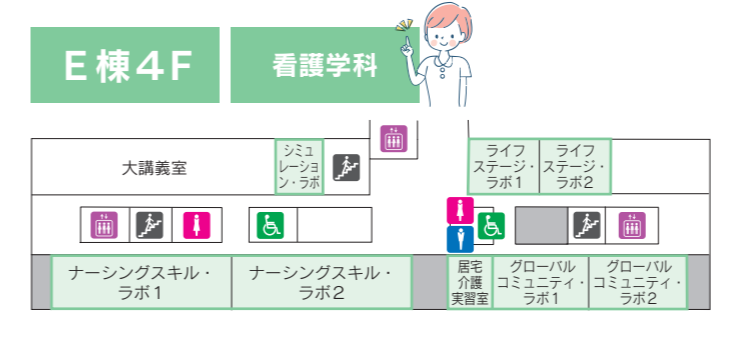 E棟4F
看護学科
大講義室
シミュ
レーショ
ン・ラボ
ライフ
ステージ・
ラボ1
ライフ
ステージ・
ラボ2
ナーシングスキル・
ラボ1
ナーシングスキル・
ラボ2
居宅
介護
実習室
グローバル
コミュニティ・
ラボ1
グローバル
コミュニティ・
ラボ2